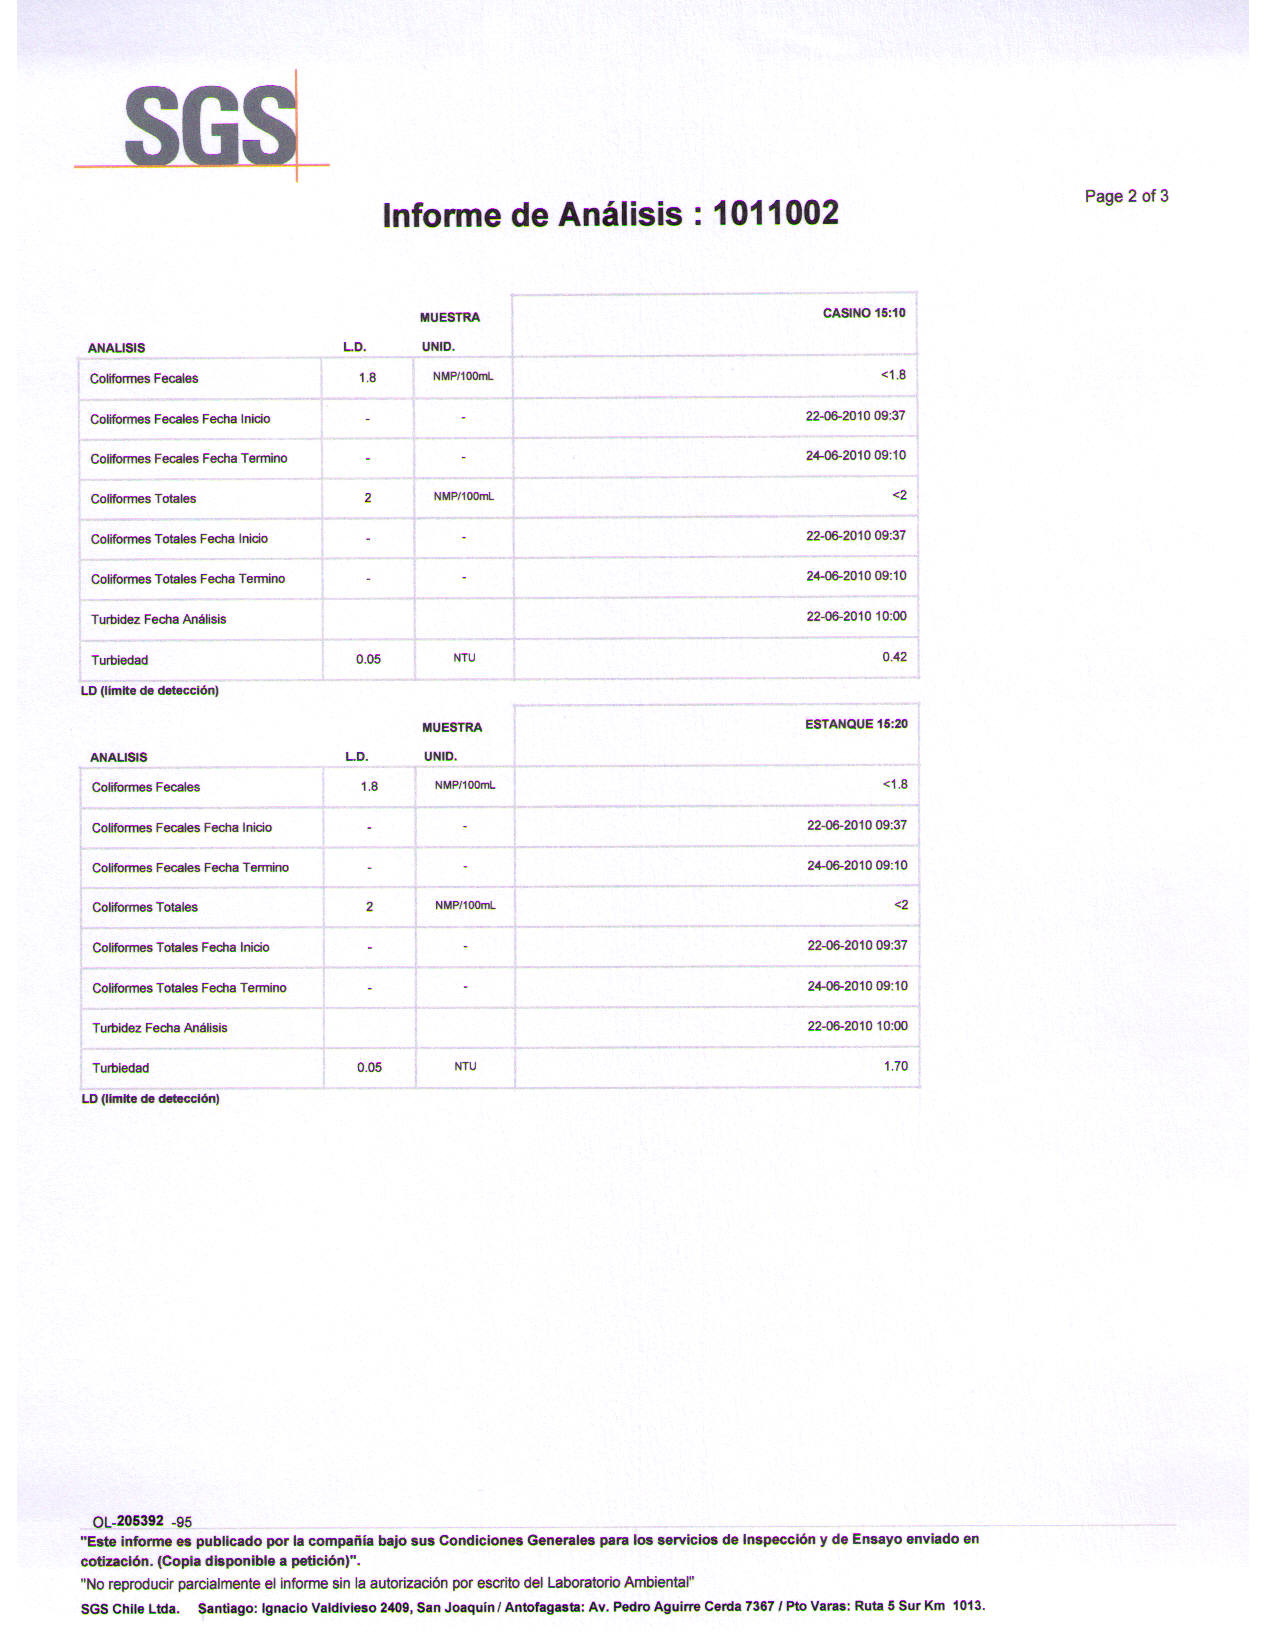 SGS
Page 2 of 3
Informe de Análisis : 1011002
MUESTRA CASINO 15:10
ANALISIS L.D. UNID.
Coliformes Fecales 1.8 NMP/100mL <1.8
Coliformes Fecales Fecha Inicio - - 22-06-2010 09:37
Coliformes Fecales Fecha Termino - - 24-06-2010 09:10
Coliformes Totales 2 NMP/100mL <2
Coliformes Totales Fecha Inicio - - 22-06-2010 09:37
Coliformes Totales Fecha Termino - - 24-06-2010 09:10
Turbidez Fecha Análisis 22-06-2010 10:00
Turbiedad 0.05 NTU 0.42
LD (límite de detección)
MUESTRA ESTANQUE 15:20
ANALISIS L.D. UNID.
Coliformes Fecales 1.8 NMP/100mL <1.8
Coliformes Fecales Fecha Inicio - - 22-06-2010 09:37
Coliformes Fecales Fecha Termino - - 24-06-2010 09:10
Coliformes Totales 2 NMP/100mL <2
Coliformes Totales Fecha Inicio - - 22-06-2010 09:37
Coliformes Totales Fecha Termino - - 24-06-2010 09:10
Turbidez Fecha Análisis 22-06-2010 10:00
Turbiedad 0.05 NTU 1.70
LD (límite de detección)
OL-205392 -95
"Este informe es publicado por la compañía bajo sus Condiciones Generales para los servicios de Inspección y de Ensayo enviado en
cotización. (Copia disponible a petición)".
"No reproducir parcialmente el informe sin la autorización por escrito del Laboratorio Ambiental"
SGS Chile Ltda. Santiago: Ignacio Valdivieso 2409, San Joaquín / Antofagasta: Av. Pedro Aguirre Cerda 7367 / Pto Varas: Ruta 5 Sur Km 1013.